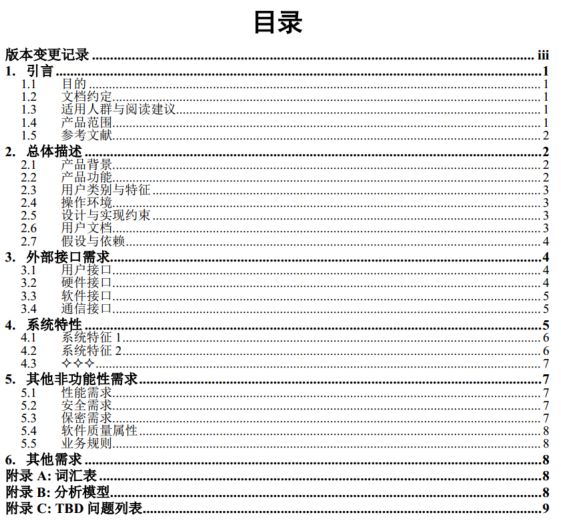 目录
版本变更记录 iii
1. 引言 1
1.1 目的 1
1.2 文档约定 1
1.3 适用人群与阅读建议 1
1.4 产品范围 1
1.5 参考文献 2
2. 总体描述 2
2.1 产品背景 2
2.2 产品功能 2
2.3 用户类别与特征 3
2.4 操作环境 3
2.5 设计与实现约束 3
2.6 用户文档 3
2.7 假设与依赖 4
3. 外部接口需求 4
3.1 用户接口 4
3.2 硬件接口 4
3.3 软件接口 5
3.4 通信接口 5
4. 系统特性 5
4.1 系统特征 1 6
4.2 系统特征 2 6
4.3 ✧✧✧ 7
5. 其他非功能性需求 7
5.1 性能需求 7
5.2 安全需求 7
5.3 保密需求 7
5.4 软件质量属性 8
5.5 业务规则 8
6. 其他需求 8
附录 A: 词汇表 8
附录 B: 分析模型 8
附录 C: TBD 问题列表 9